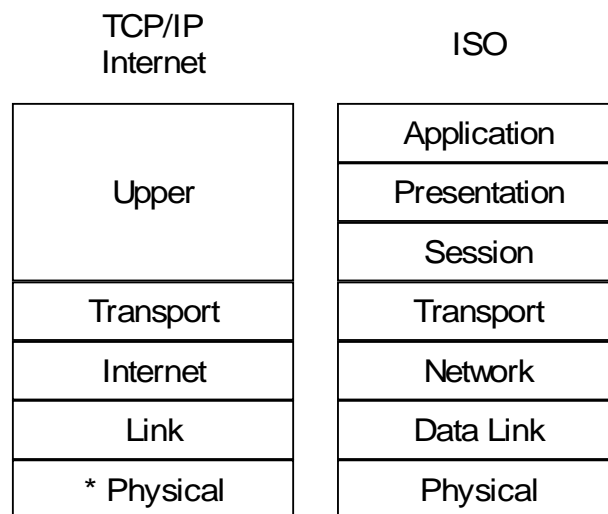 TCP/IP
Internet
ISO
Upper
Transport
Internet
Link
* Physical
Application
Presentation
Session
Transport
Network
Data Link
Physical